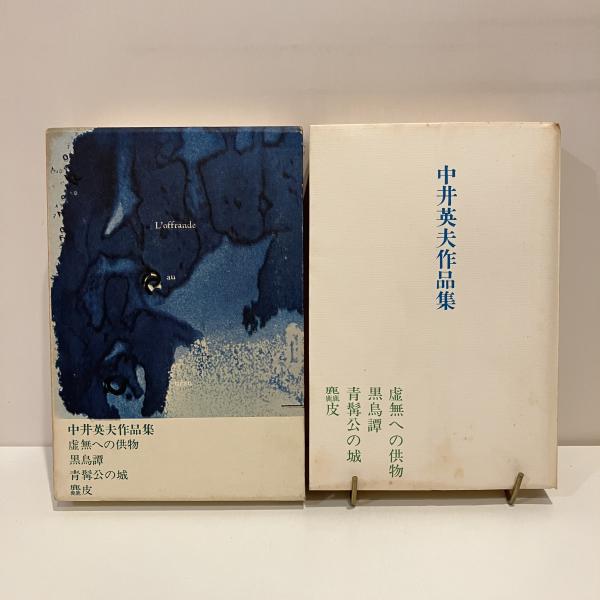 L'offrande
au
néant
中井英夫作品集
虚無への供物
黒鳥譚
青髯公の城
麤皮
中井英夫作品集
虚無への供物
黒鳥譚
青髯公の城
麤皮